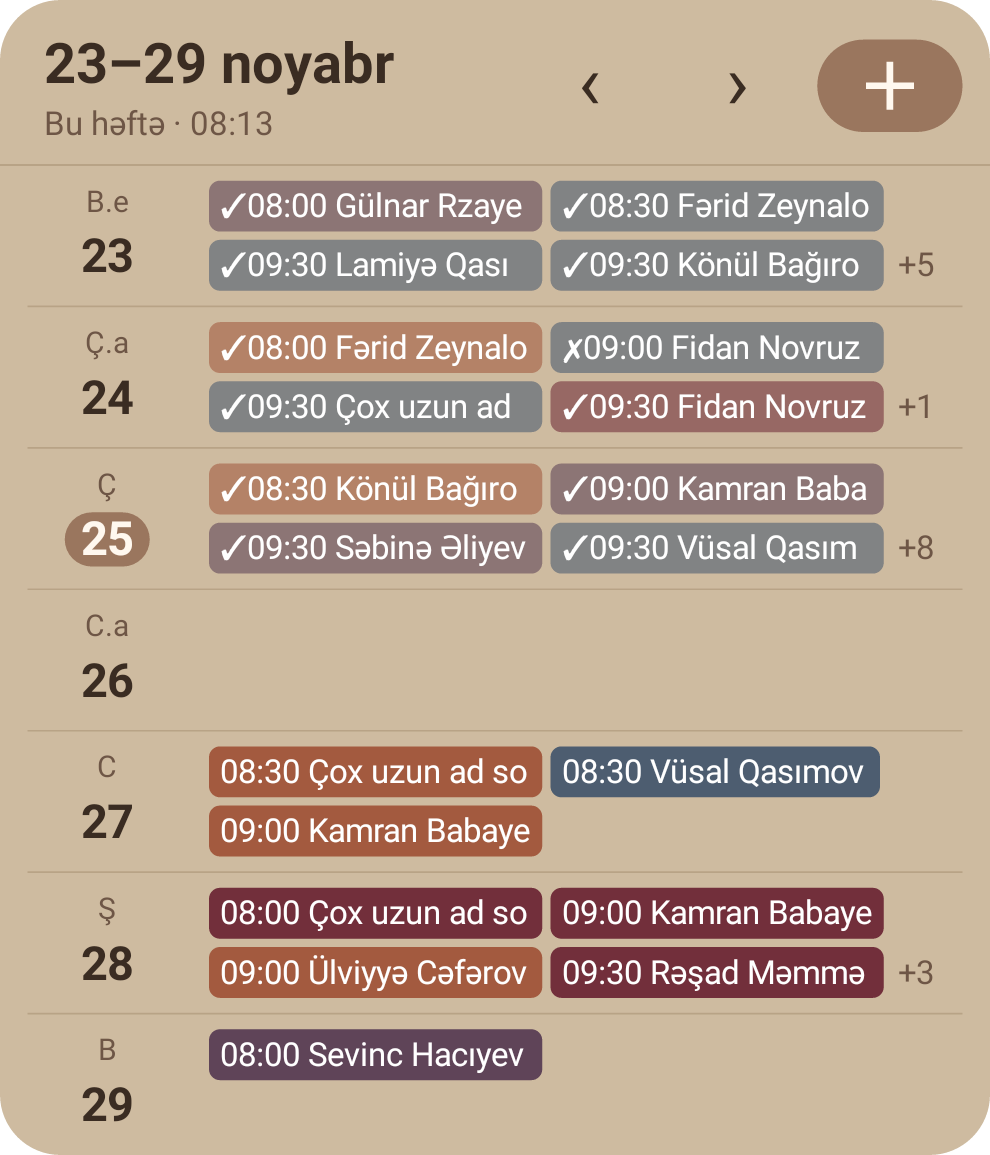 23–29 noyabr
Bu həftə · 08:13
‹ › +
B.e
23
✓08:00 Gülnar Rzaye ✓08:30 Fərid Zeynalo
✓09:30 Lamiyə Qası ✓09:30 Könül Bağıro +5
Ç.a
24
✓08:00 Fərid Zeynalo ✗09:00 Fidan Novruz
✓09:30 Çox uzun ad ✓09:30 Fidan Novruz +1
Ç
25
✓08:30 Könül Bağıro ✓09:00 Kamran Baba
✓09:30 Səbinə Əliyev ✓09:30 Vüsal Qasım +8
C.a
26
C
27
08:30 Çox uzun ad so 08:30 Vüsal Qasımov
09:00 Kamran Babaye
Ş
28
08:00 Çox uzun ad so 09:00 Kamran Babaye
09:00 Ülviyyə Cəfərov 09:30 Rəşad Məmmə +3
B
29
08:00 Sevinc Hacıyev